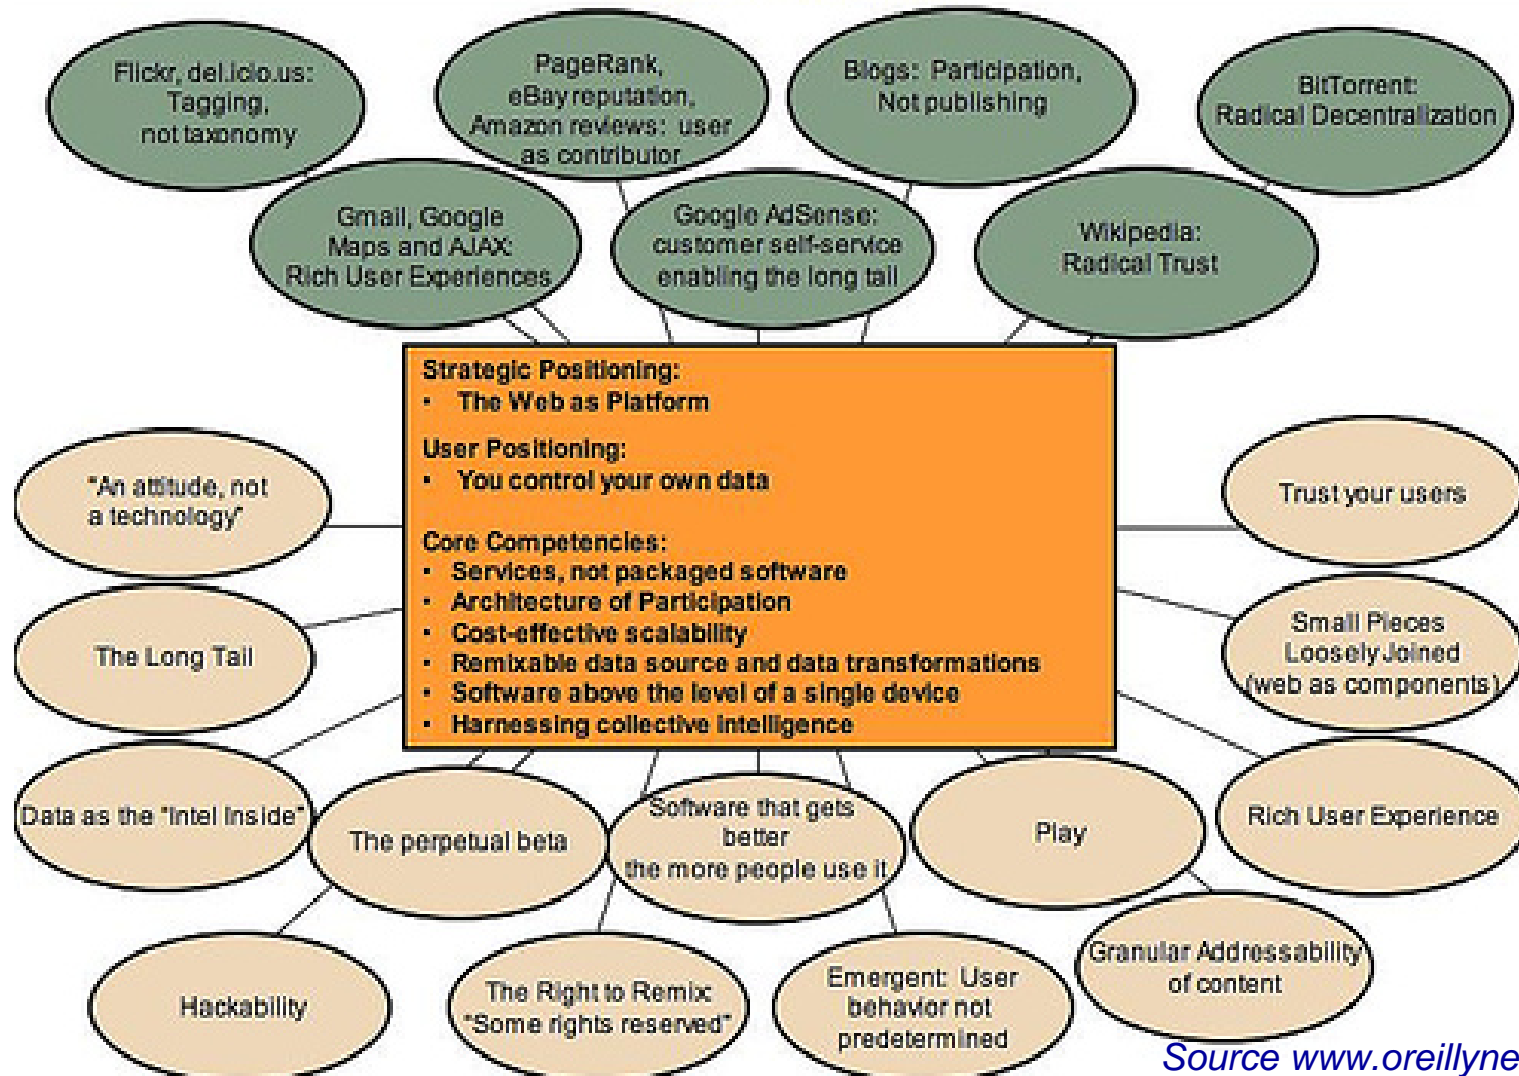 Flickr, del.iclo.us:
Tagging,
not taxonomy
PageRank,
eBay reputation,
Amazon reviews: user
as contributor
Blogs: Participation,
Not publishing
BitTorrent:
Radical Decentralization
Gmail, Google
Maps and AJAX:
Rich User Experiences
Google AdSense:
customer self-service
enabling the long tail
Wikipedia:
Radical Trust
Strategic Positioning:
• The Web as Platform
User Positioning:
• You control your own data
Core Competencies:
• Services, not packaged software
• Architecture of Participation
• Cost-effective scalability
• Remixable data source and data transformations
• Software above the level of a single device
• Harnessing collective intelligence
"An attitude, not
a technology"
The Long Tail
Data as the "Intel Inside"
Trust your users
Small Pieces
Loosely Joined
(web as components)
Rich User Experience
The perpetual beta
Software that gets
better
the more people use it
Play
Hackability
The Right to Remix:
"Some rights reserved"
Emergent: User
behavior not
predetermined
Granular Addressability
of content
Source www.oreillyne